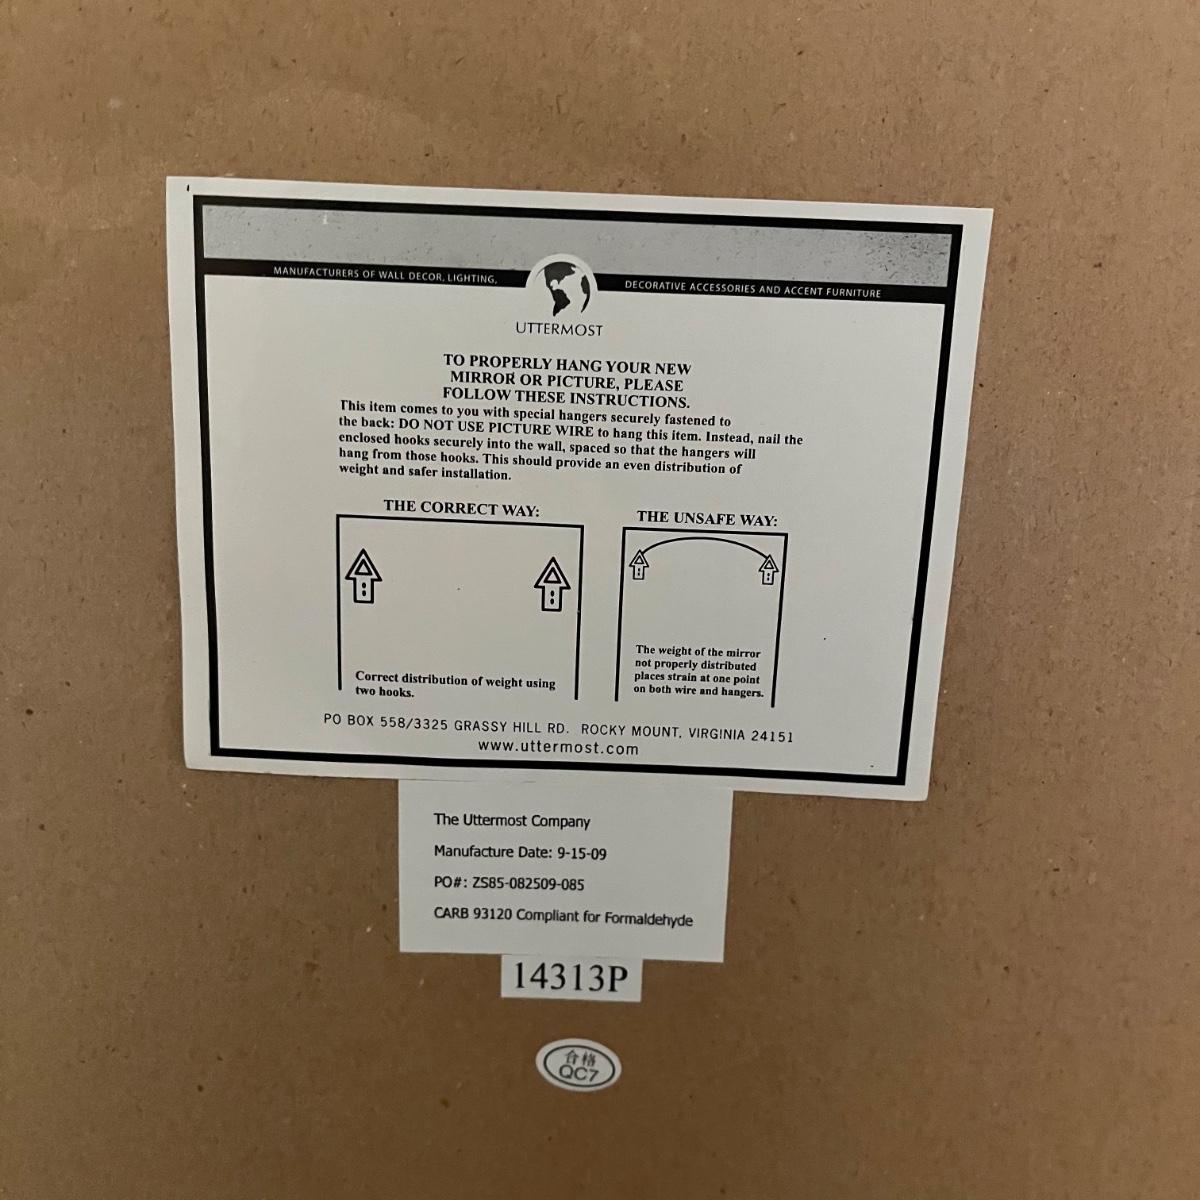 MANUFACTURERS OF WALL DECOR, LIGHTING,
DECORATIVE ACCESSORIES AND ACCENT FURNITURE
UTTERMOST
TO PROPERLY HANG YOUR NEW
MIRROR OR PICTURE, PLEASE
FOLLOW THESE INSTRUCTIONS.
This item comes to you with special hangers securely fastened to
the back: DO NOT USE PICTURE WIRE to hang this item. Instead, nail the
enclosed hooks securely into the wall, spaced so that the hangers will
hang from those hooks. This should provide an even distribution of
weight and safer installation.
THE CORRECT WAY:
Correct distribution of weight using
two hooks.
THE UNSAFE WAY:
The weight of the mirror
not properly distributed
places strain at one point
on both wire and hangers.
PO BOX 558/3325 GRASSY HILL RD. ROCKY MOUNT, VIRGINIA 24151
www.uttermost.com
The Uttermost Company
Manufacture Date: 9-15-09
PO#: ZS85-082509-085
CARB 93120 Compliant for Formaldehyde
14313P
合格
QC7